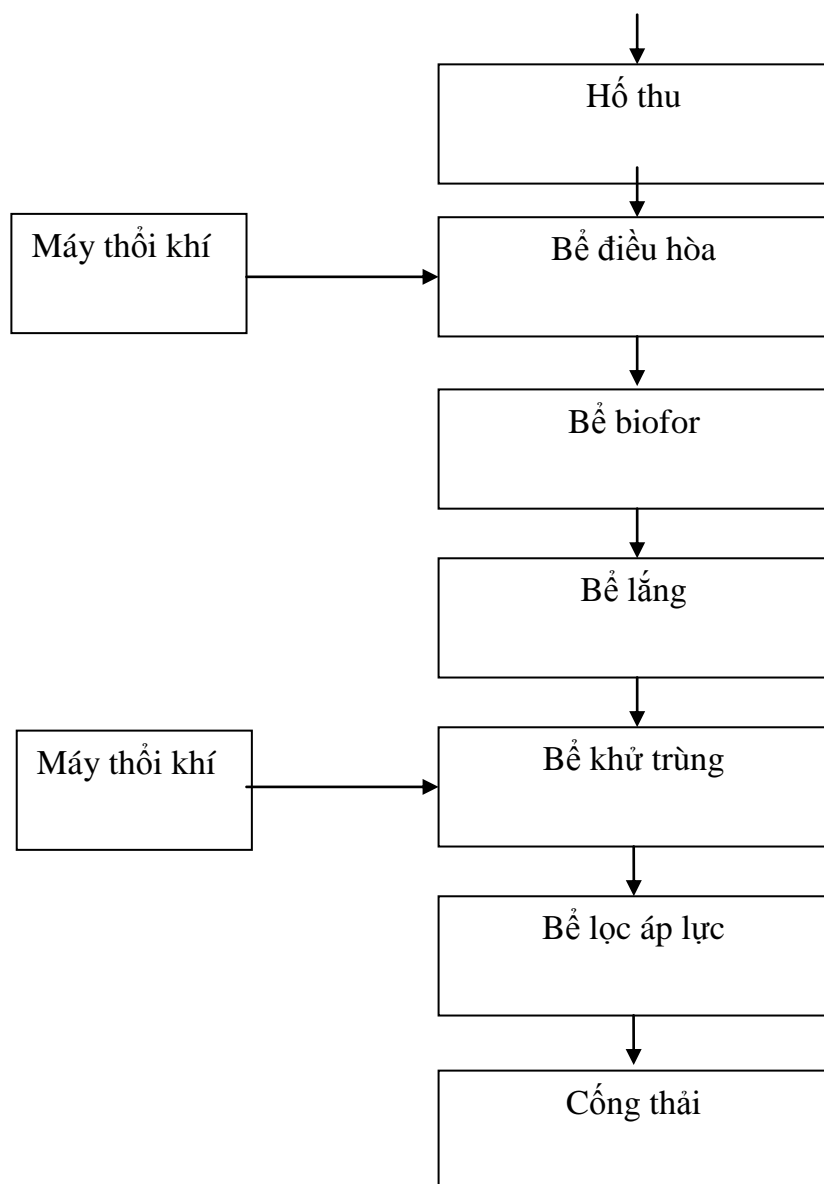 Hố thu
Máy thổi khí
Bể điều hòa
Bể biofor
Bể lắng
Máy thổi khí
Bể khử trùng
Bể lọc áp lực
Cống thải